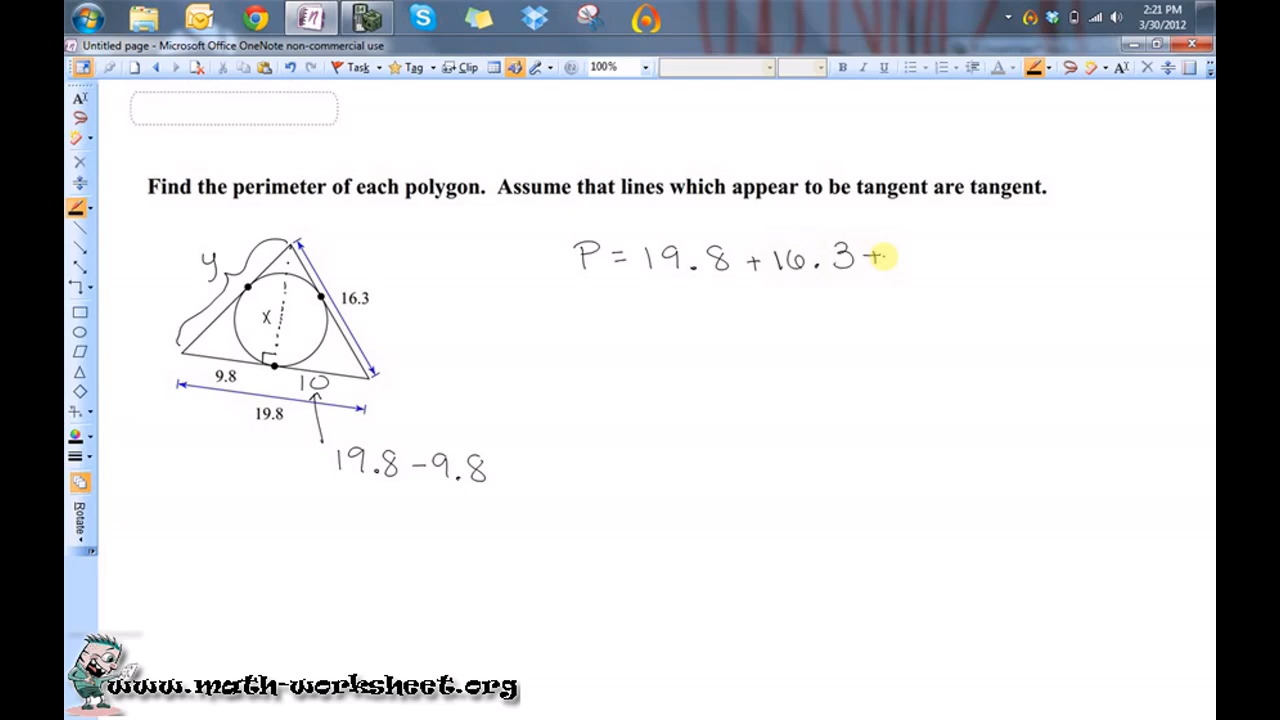 2:21 PM
3/30/2012
Untitled page - Microsoft Office OneNote non-commercial use
Task Tag Clip 100% B I U A
Find the perimeter of each polygon. Assume that lines which appear to be tangent are tangent.
y
P = 19.8 + 16.3 +
16.3
x
9.8
10
19.8
19.8 - 9.8
Rotate
www.math-worksheet.org